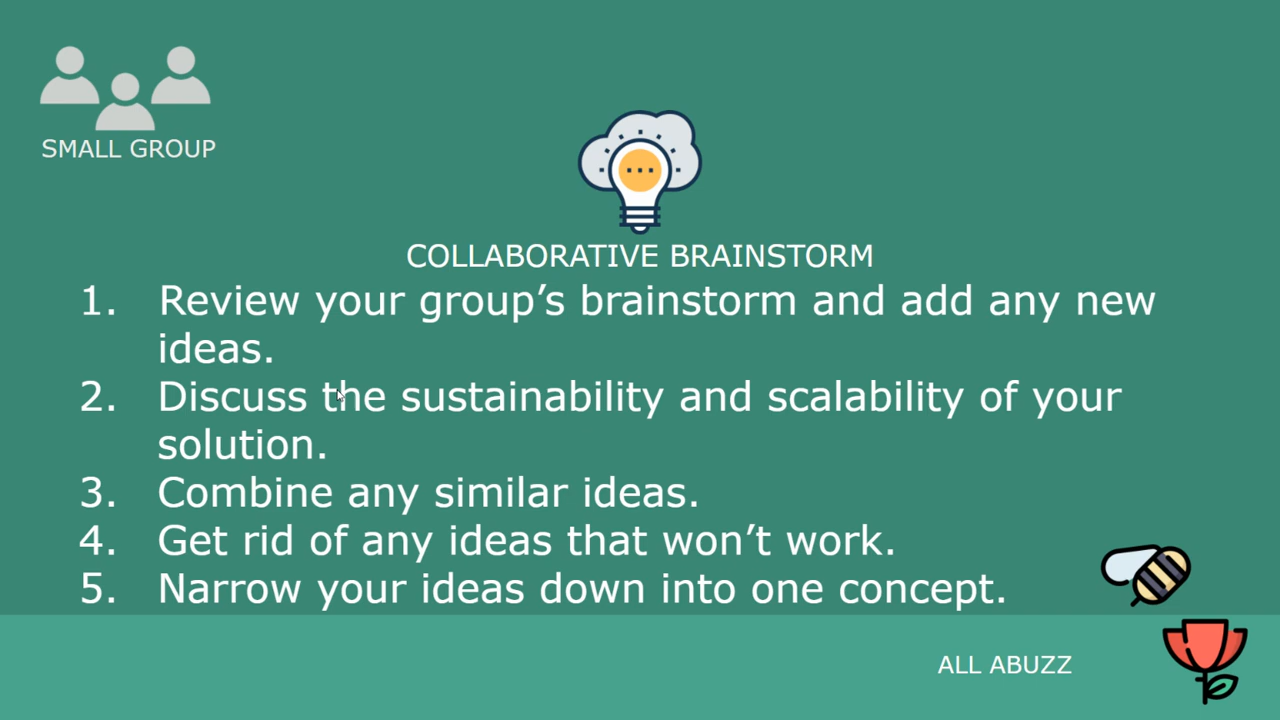 SMALL GROUP
COLLABORATIVE BRAINSTORM
1. Review your group’s brainstorm and add any new
ideas.
2. Discuss the sustainability and scalability of your
solution.
3. Combine any similar ideas.
4. Get rid of any ideas that won’t work.
5. Narrow your ideas down into one concept.
ALL ABUZZ